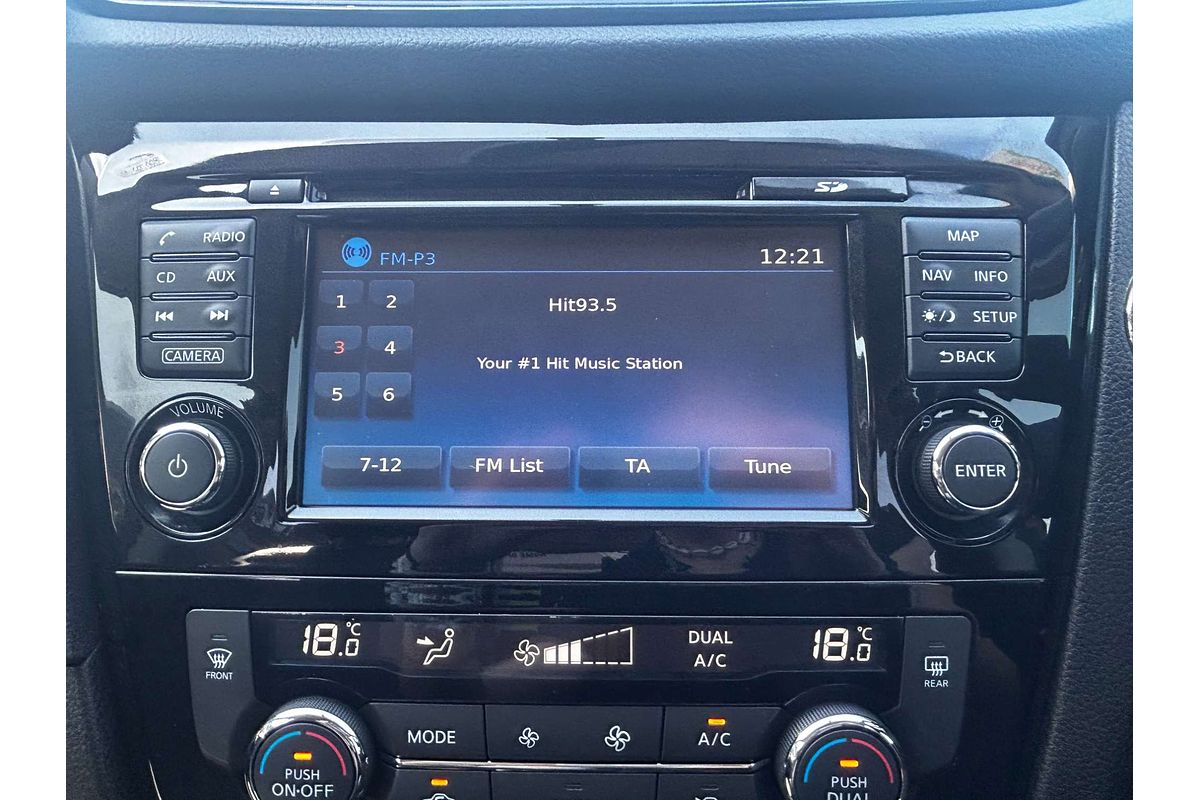 SD
RADIO
CD AUX
CAMERA
VOLUME
FM-P3
12:21
1 2
3 4
5 6
Hit93.5
Your #1 Hit Music Station
7-12 FM List TA Tune
MAP
NAV INFO
SETUP
BACK
ENTER
18.0°C
DUAL
A/C
18.0°C
FRONT
REAR
MODE
A/C
PUSH
ON·OFF
PUSH
DUAL